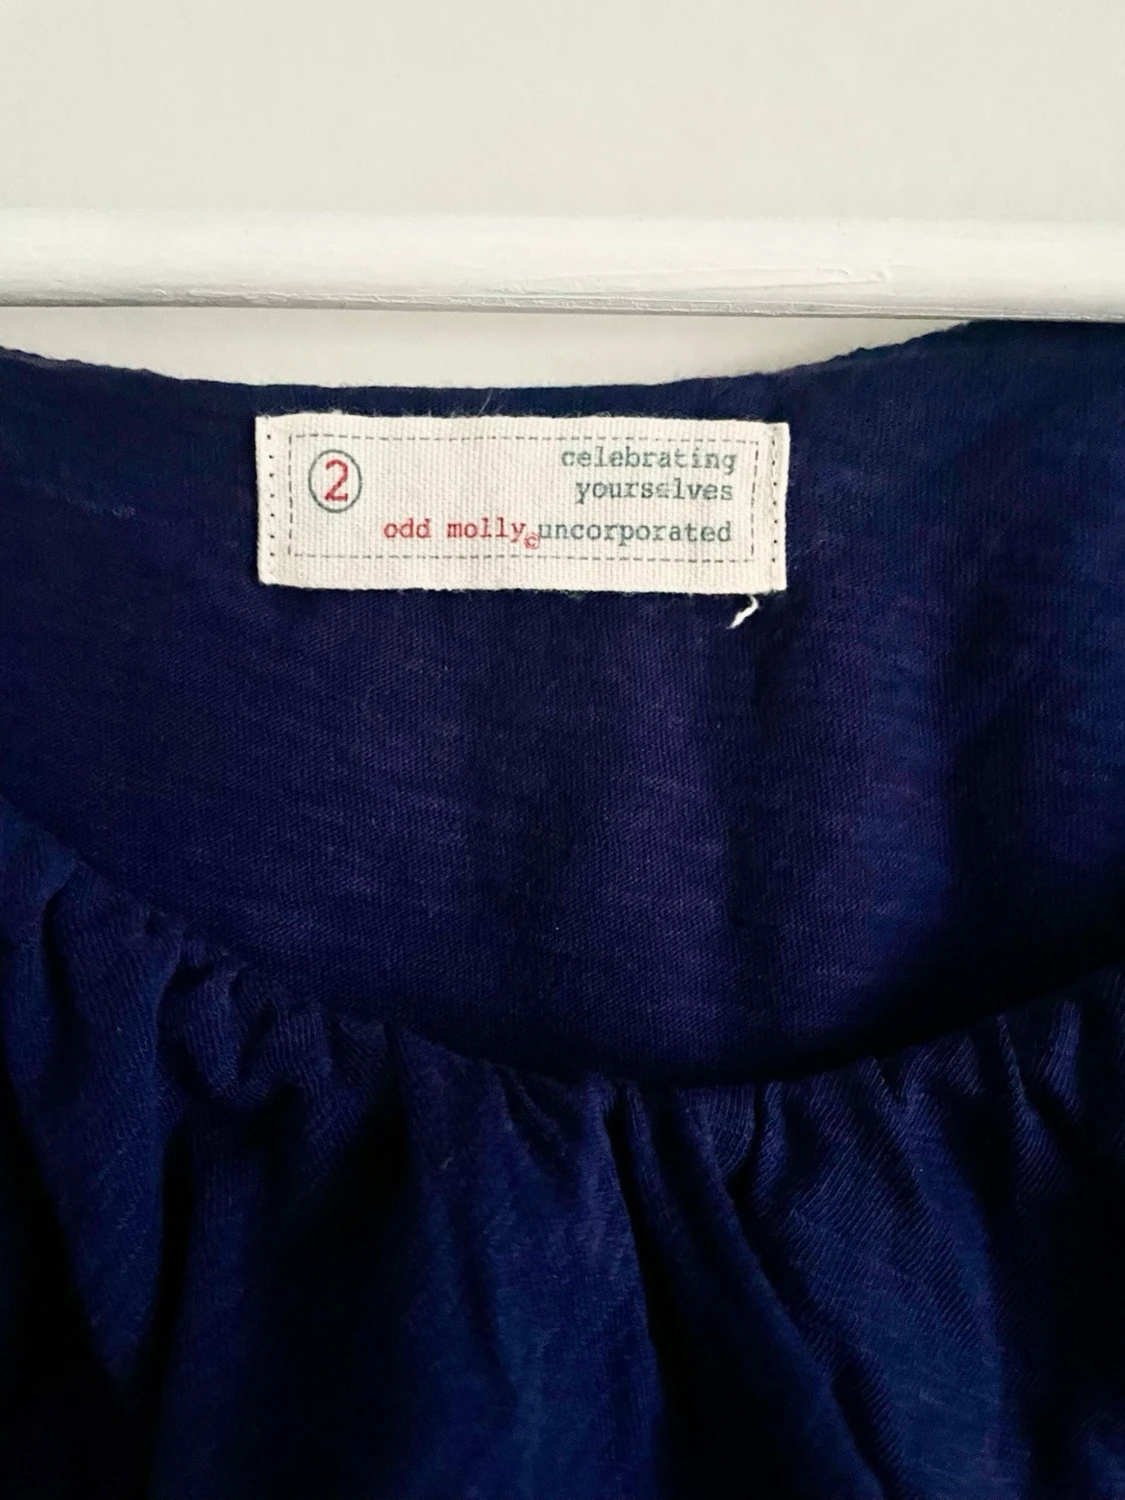 2
celebrating
yourselves
odd molly©uncorporated